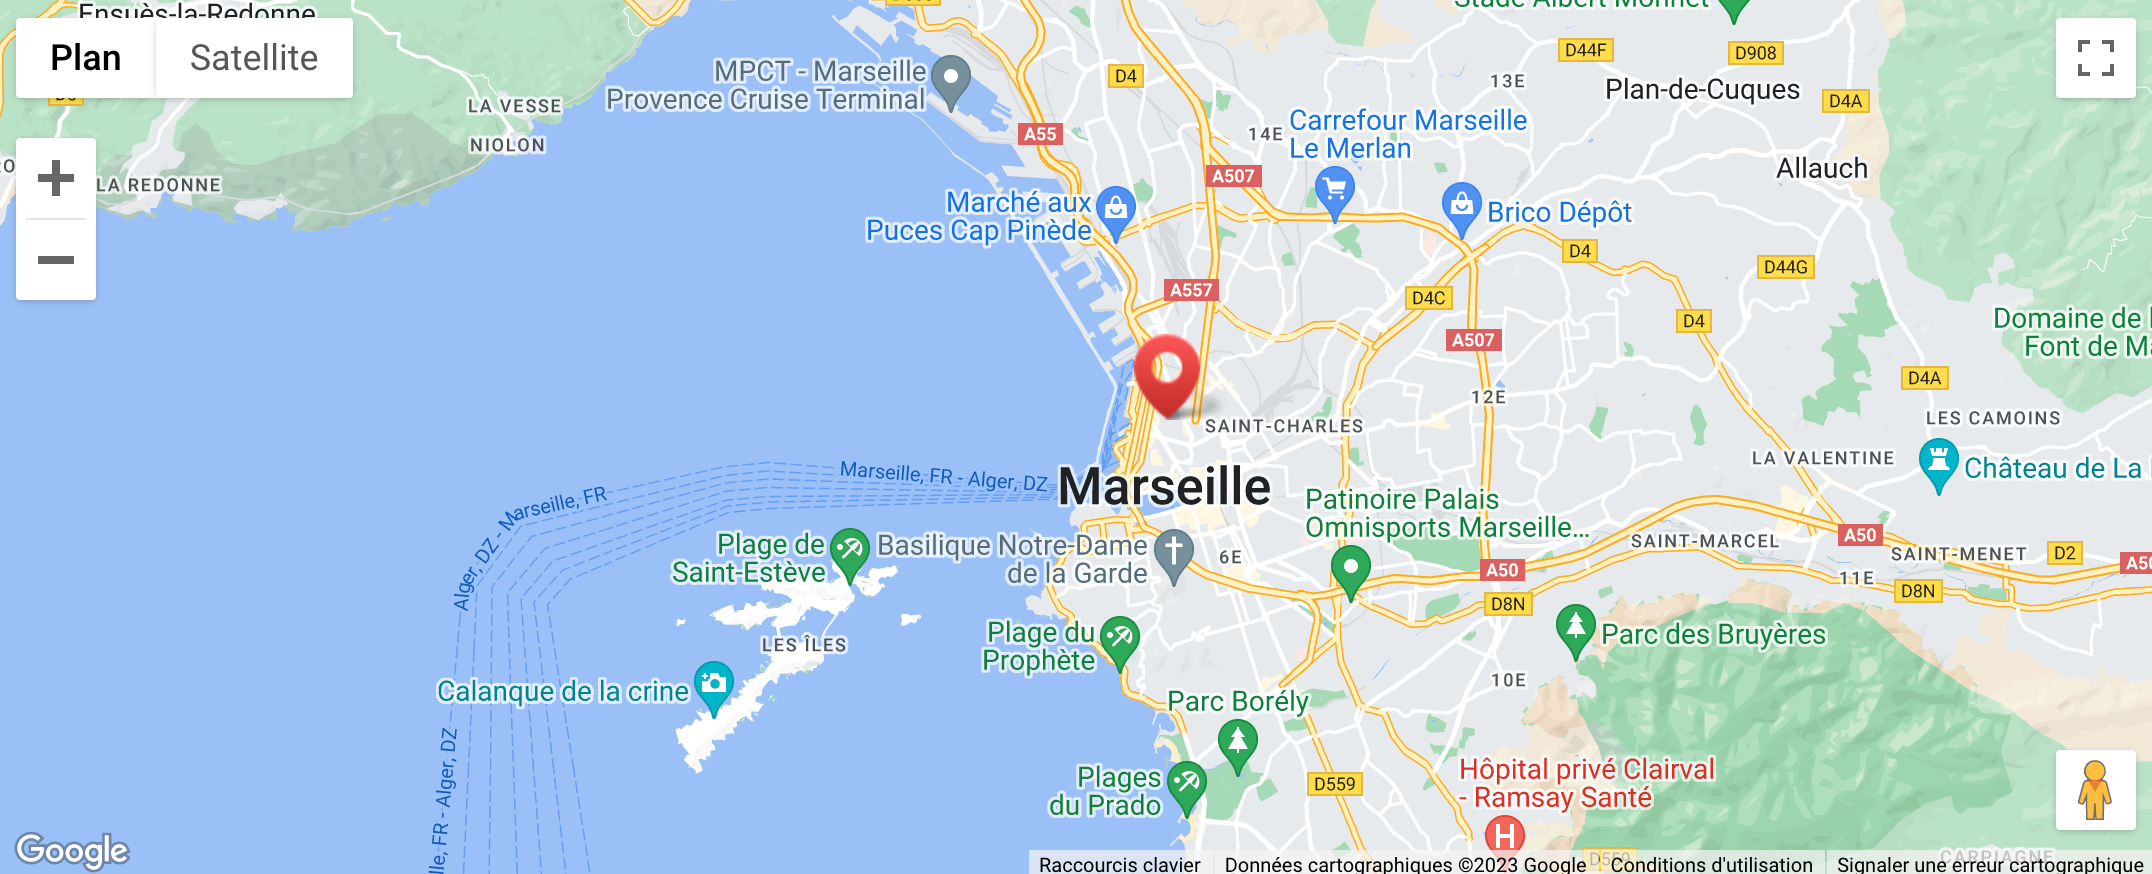 Ensuès-la-Redonne
Plan
Satellite
LA VESSE
NIOLON
LA REDONNE
MPCT - Marseille
Provence Cruise Terminal
D4
A55
14E
13E
D44F
D908
Plan-de-Cuques
D4A
Allauch
Carrefour Marseille
Le Merlan
A507
Marché aux
Puces Cap Pinède
Brico Dépôt
D4
D44G
A557
D4C
D4
A507
Domaine de
Font de
D4A
12E
LES CAMOINS
SAINT-CHARLES
LA VALENTINE
Château de La
Marseille, FR - Alger, DZ
Marseille
Alger, DZ - Marseille, FR
Patinoire Palais
Omnisports Marseille...
A50
SAINT-MARCEL
SAINT-MENET
D2
A50
Plage de
Saint-Estève
Basilique Notre-Dame
de la Garde
6E
A50
11E
D8N
D8N
Plage du
Prophète
LES ÎLES
Parc des Bruyères
Calanque de la crine
10E
Parc Borély
Plages
du Prado
D559
Hôpital privé Clairval
- Ramsay Santé
H
FR - Alger, DZ
D559
CARPIAGNE
Google
Raccourcis clavier
Données cartographiques ©2023 Google
Conditions d'utilisation
Signaler une erreur cartographique